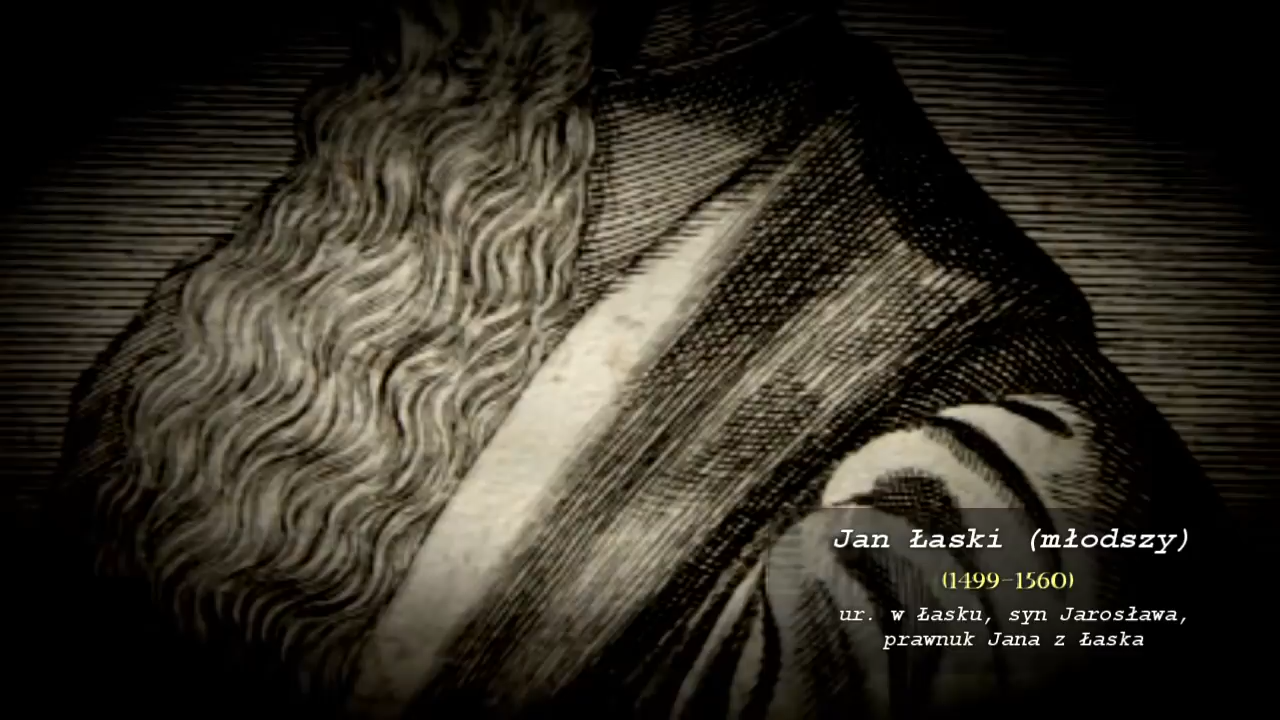 Jan Łaski (młodszy)
(1499-1560)
ur. w Łasku, syn Jarosława,
prawnuk Jana z Łaska